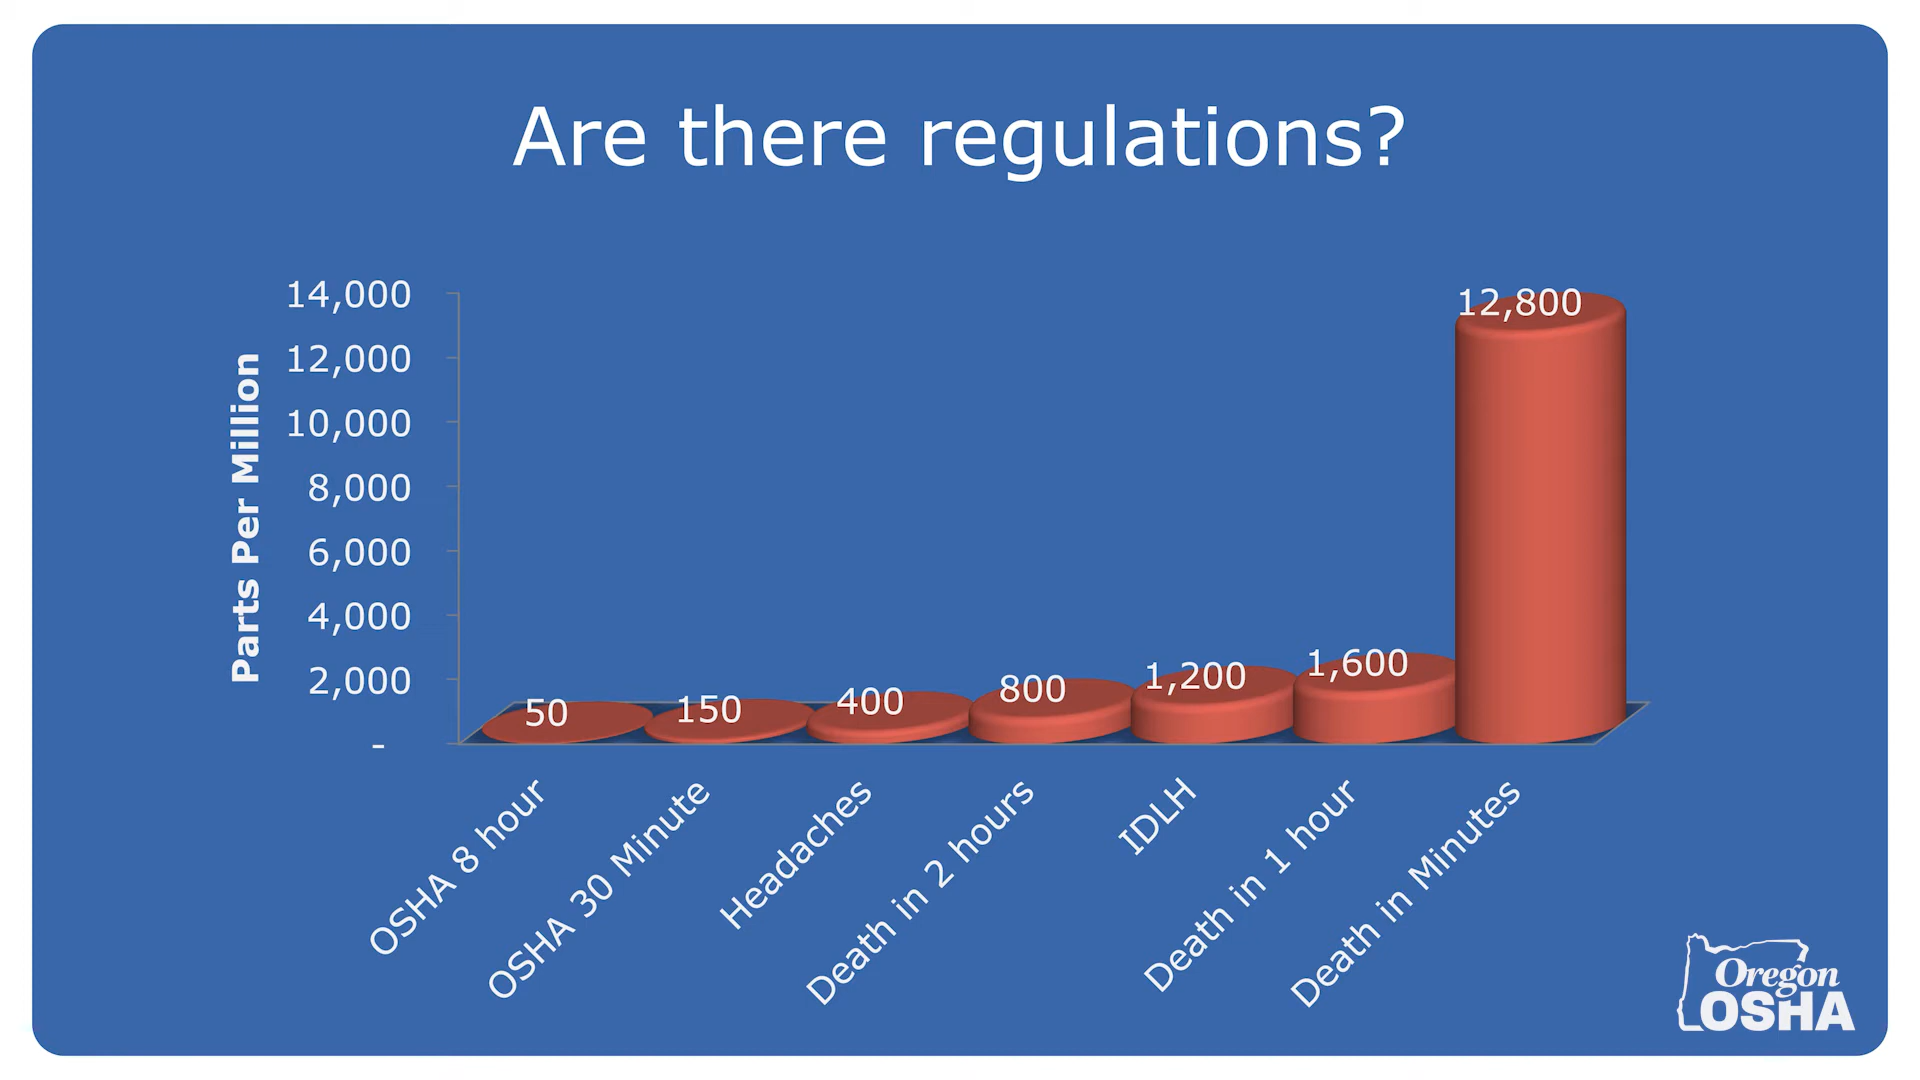 Are there regulations?
Parts Per Million
14,000
12,000
10,000
8,000
6,000
4,000
2,000
-
50
150
400
800
1,200
1,600
12,800
OSHA 8 hour
OSHA 30 Minute
Headaches
Death in 2 hours
IDLH
Death in 1 hour
Death in Minutes
Oregon
OSHA